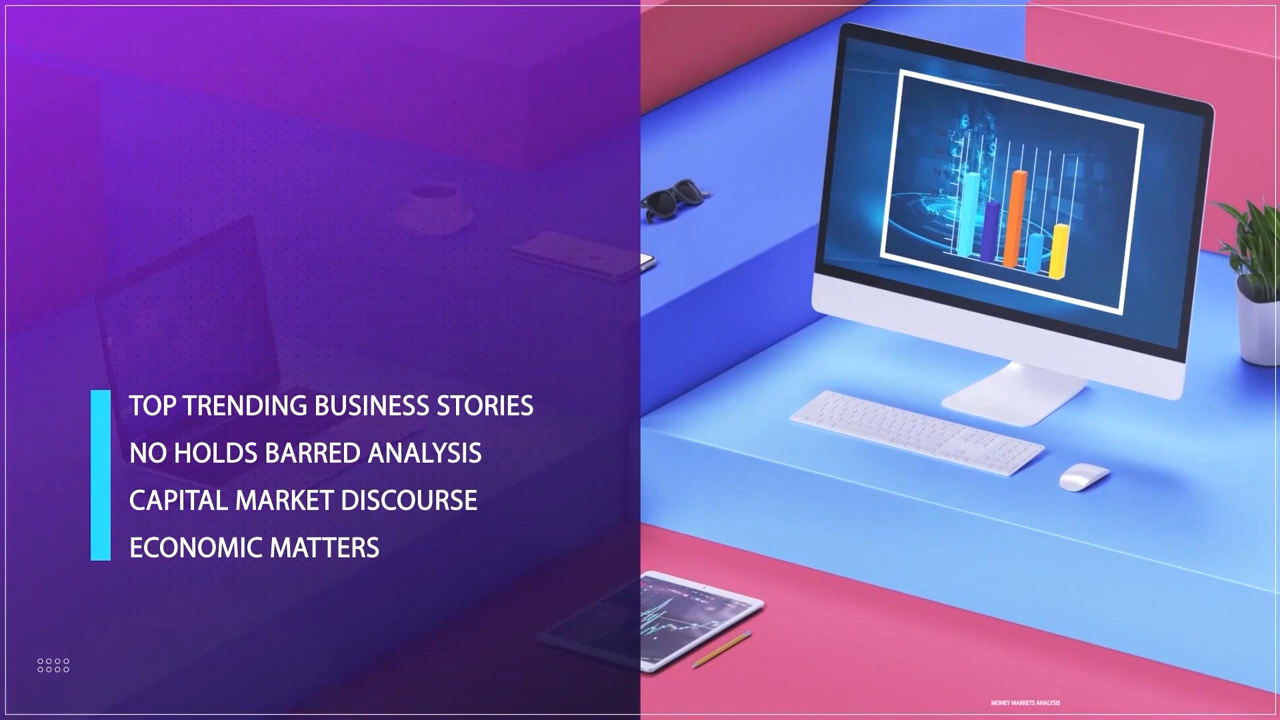 TOP TRENDING BUSINESS STORIES
NO HOLDS BARRED ANALYSIS
CAPITAL MARKET DISCOURSE
ECONOMIC MATTERS
MONEY MARKETS ANALYSIS